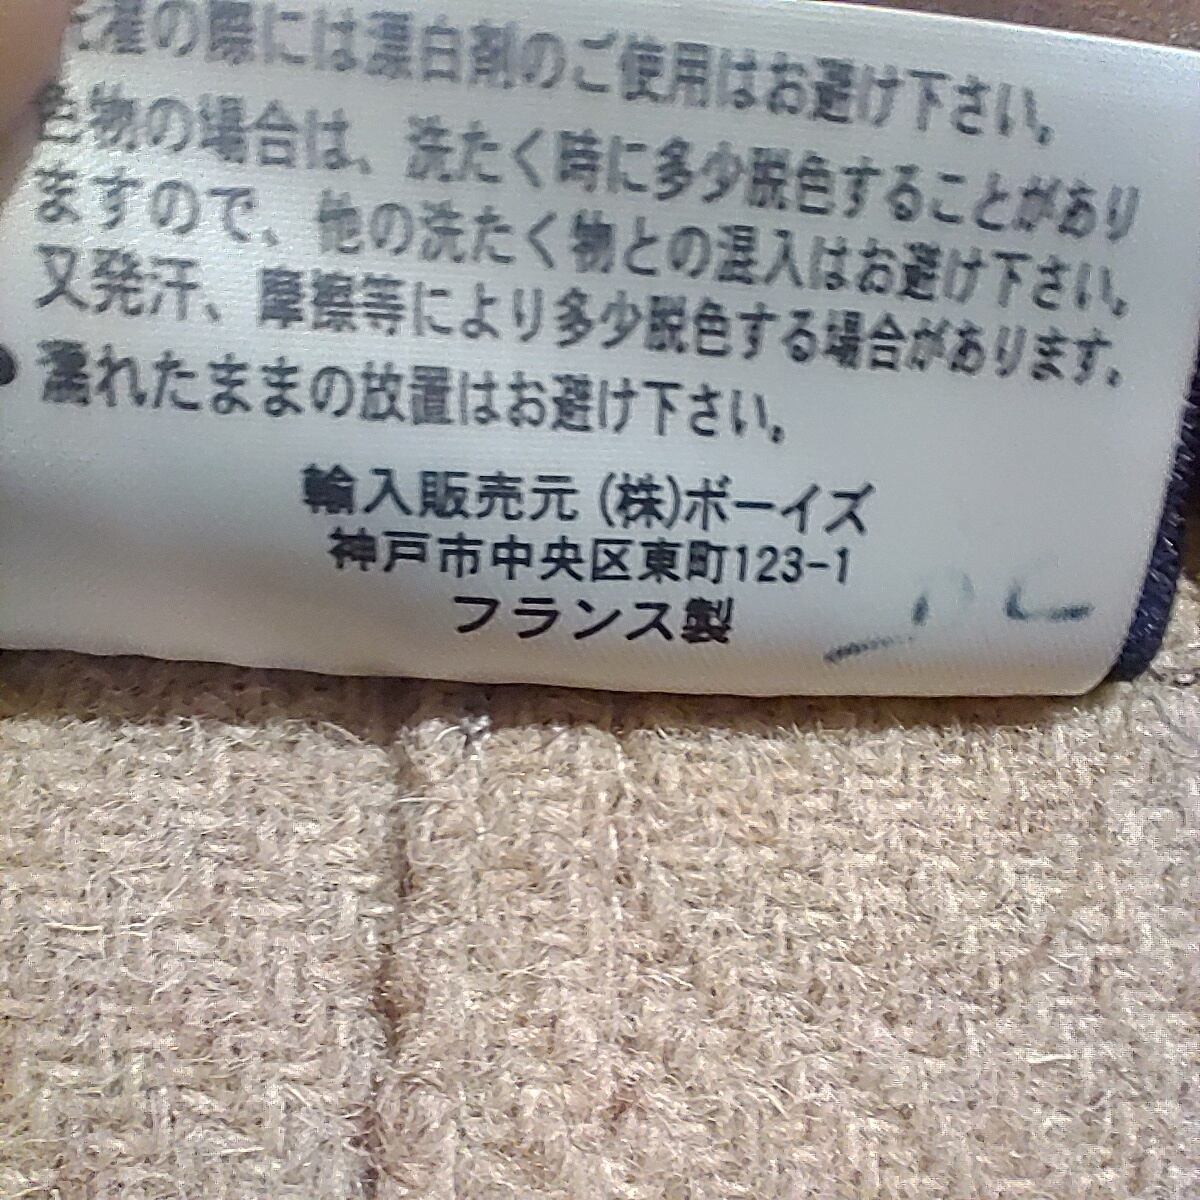 濯の際には漂白剤のご使用はお避け下さい。
色物の場合は、洗たく時に多少脱色することがあり
ますので、他の洗たく物との混入はお避け下さい。
又発汗、摩擦等により多少脱色する場合があります。
●濡れたままの放置はお避け下さい。
輸入販売元 (株)ボーイズ
神戸市中央区東町123-1
フランス製